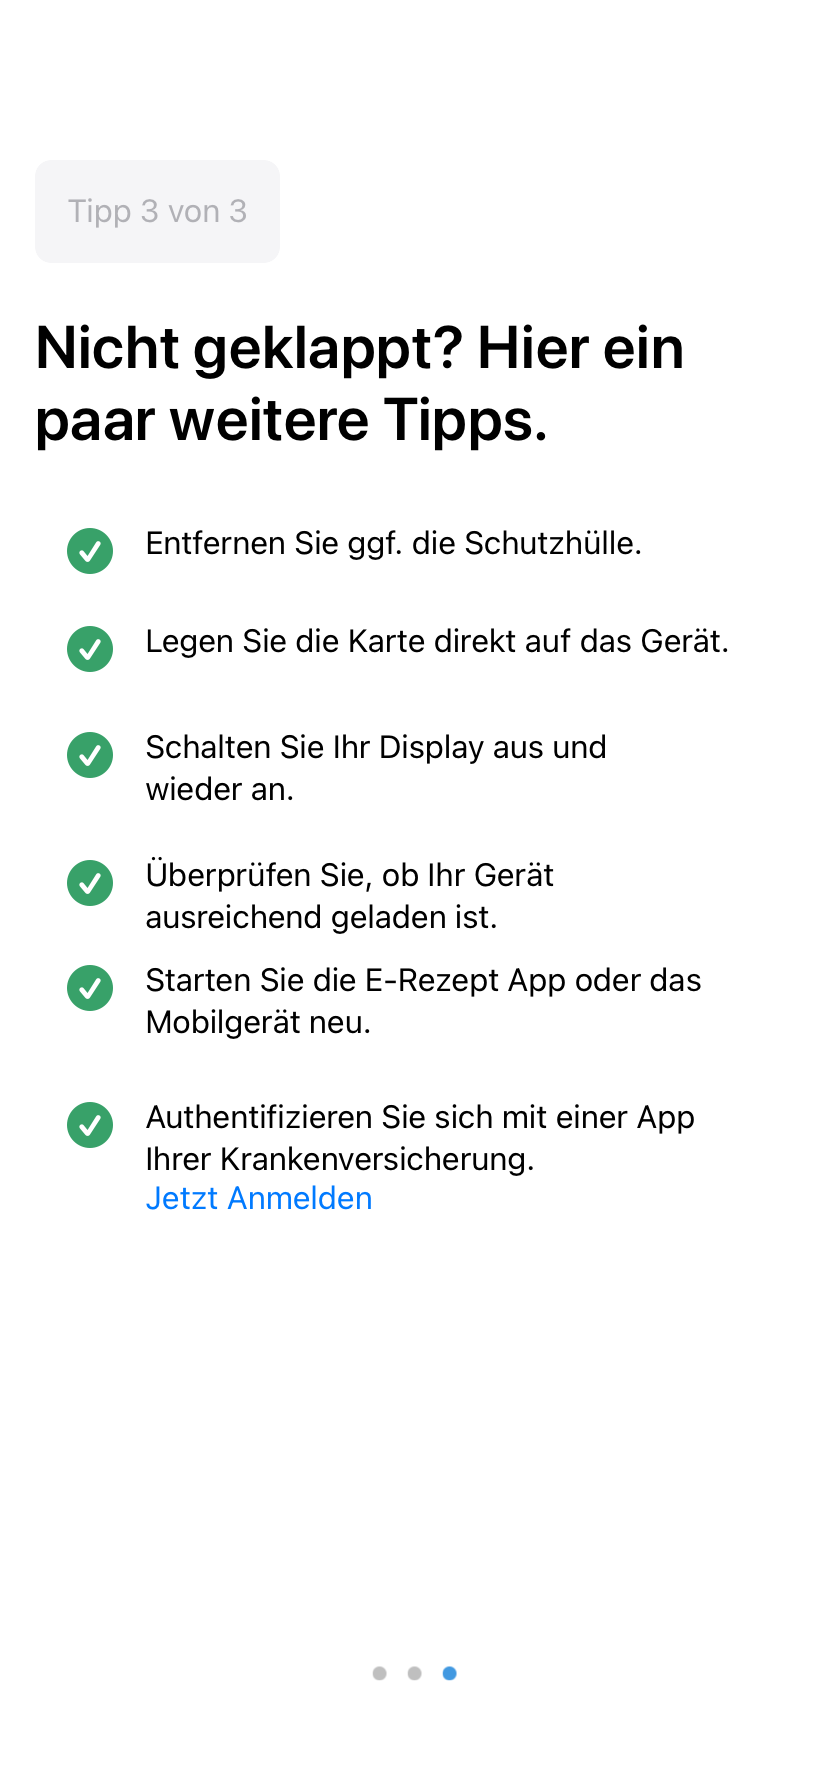 Tipp 3 von 3
Nicht geklappt? Hier ein
paar weitere Tipps.
Entfernen Sie ggf. die Schutzhülle.
Legen Sie die Karte direkt auf das Gerät.
Schalten Sie Ihr Display aus und
wieder an.
Überprüfen Sie, ob Ihr Gerät
ausreichend geladen ist.
Starten Sie die E-Rezept App oder das
Mobilgerät neu.
Authentifizieren Sie sich mit einer App
Ihrer Krankenversicherung.
Jetzt Anmelden